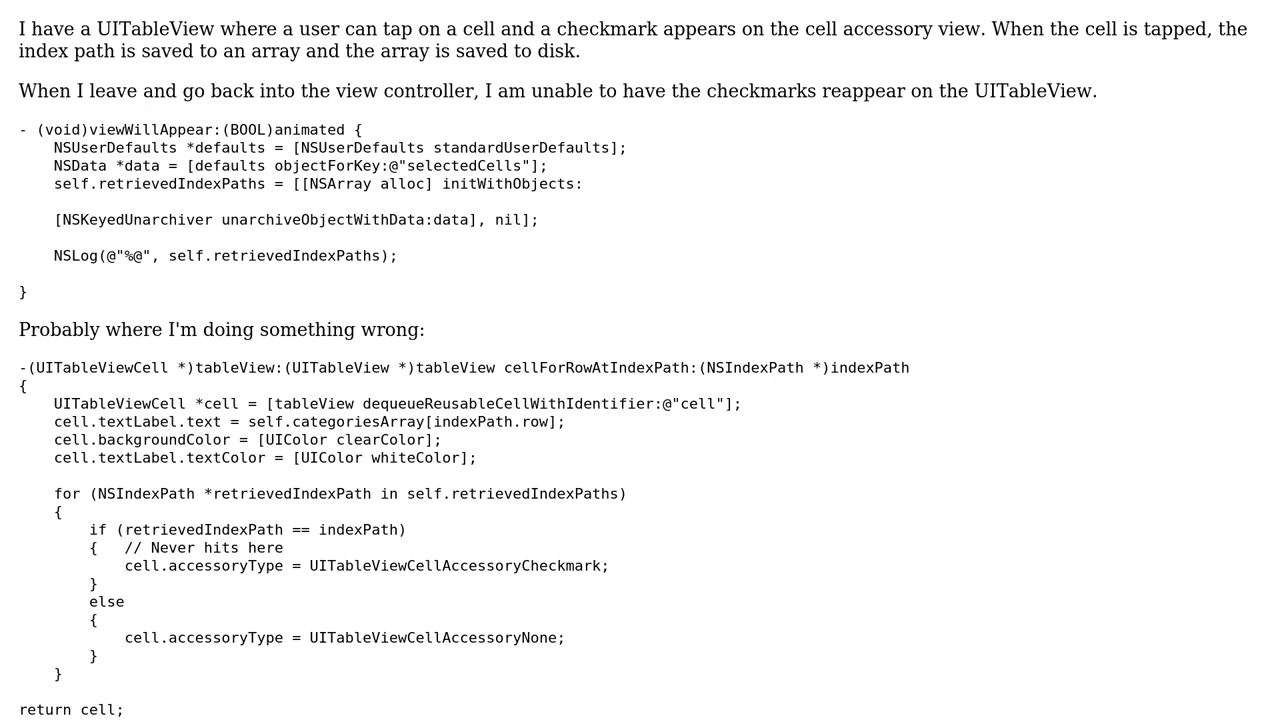 I have a UITableView where a user can tap on a cell and a checkmark appears on the cell accessory view. When the cell is tapped, the
index path is saved to an array and the array is saved to disk.
When I leave and go back into the view controller, I am unable to have the checkmarks reappear on the UITableView.
- (void)viewWillAppear:(BOOL)animated {
    NSUserDefaults *defaults = [NSUserDefaults standardUserDefaults];
    NSData *data = [defaults objectForKey:@"selectedCells"];
    self.retrievedIndexPaths = [[NSArray alloc] initWithObjects:
    [NSKeyedUnarchiver unarchiveObjectWithData:data], nil];
    NSLog(@"%@", self.retrievedIndexPaths);
}
Probably where I'm doing something wrong:
-(UITableViewCell *)tableView:(UITableView *)tableView cellForRowAtIndexPath:(NSIndexPath *)indexPath
{
    UITableViewCell *cell = [tableView dequeueReusableCellWithIdentifier:@"cell"];
    cell.textLabel.text = self.categoriesArray[indexPath.row];
    cell.backgroundColor = [UIColor clearColor];
    cell.textLabel.textColor = [UIColor whiteColor];
    for (NSIndexPath *retrievedIndexPath in self.retrievedIndexPaths)
    {
        if (retrievedIndexPath == indexPath)
        {   // Never hits here
            cell.accessoryType = UITableViewCellAccessoryCheckmark;
        }
        else
        {
            cell.accessoryType = UITableViewCellAccessoryNone;
        }
    }
return cell;